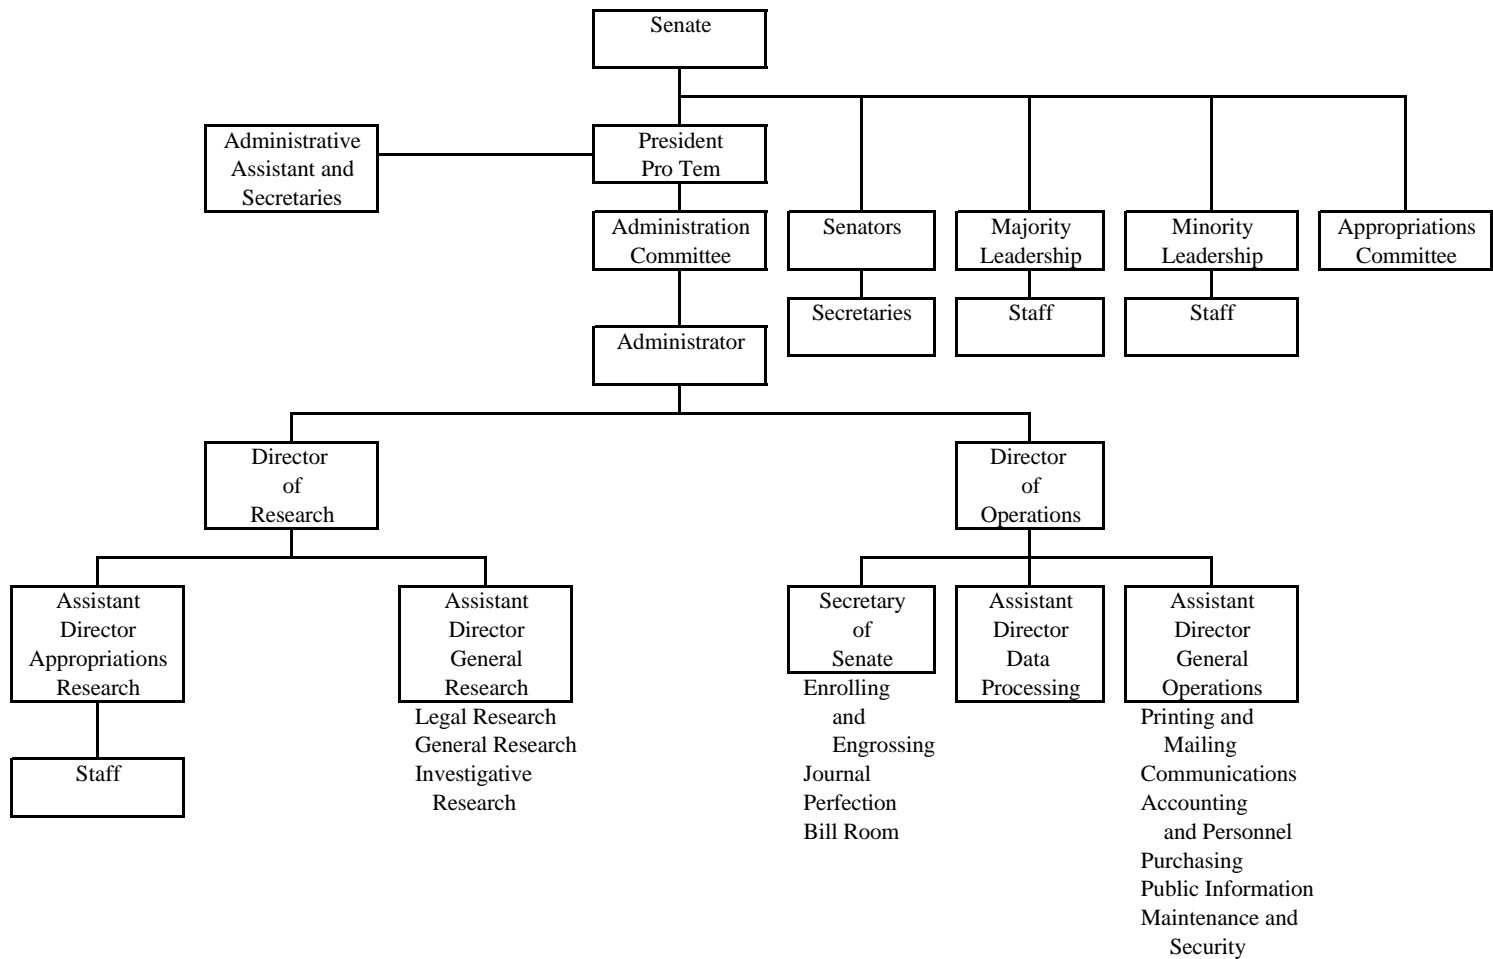 Senate
Administrative
Assistant and
Secretaries
President
Pro Tem
Administration
Committee
Senators
Majority
Leadership
Minority
Leadership
Appropriations
Committee
Secretaries
Staff
Staff
Administrator
Director
of
Research
Director
of
Operations
Assistant
Director
Appropriations
Research
Assistant
Director
General
Research
Legal Research
General Research
Investigative
Research
Staff
Secretary
of
Senate
Enrolling
and
Engrossing
Journal
Perfection
Bill Room
Assistant
Director
Data
Processing
Assistant
Director
General
Operations
Printing and
Mailing
Communications
Accounting
and Personnel
Purchasing
Public Information
Maintenance and
Security